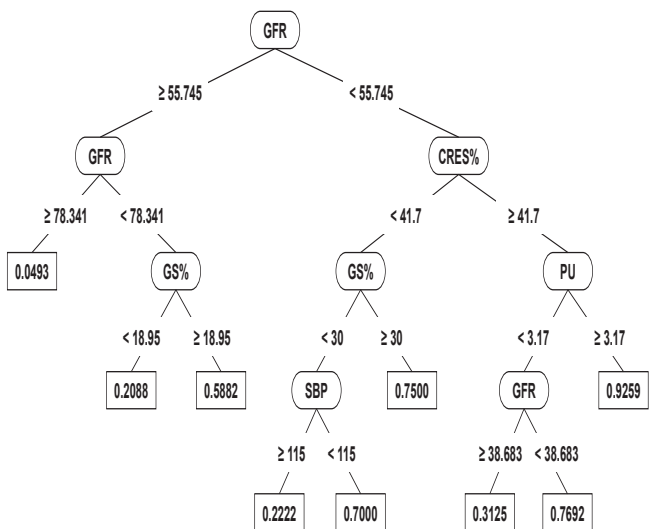 GFR
≥ 55.745 < 55.745
GFR CRES%
≥ 78.341 < 78.341 < 41.7 ≥ 41.7
0.0493 GS% GS% PU
< 18.95 ≥ 18.95 < 30 ≥ 30 < 3.17 ≥ 3.17
0.2088 0.5882 SBP 0.7500 GFR 0.9259
≥ 115 < 115 ≥ 38.683 < 38.683
0.2222 0.7000 0.3125 0.7692